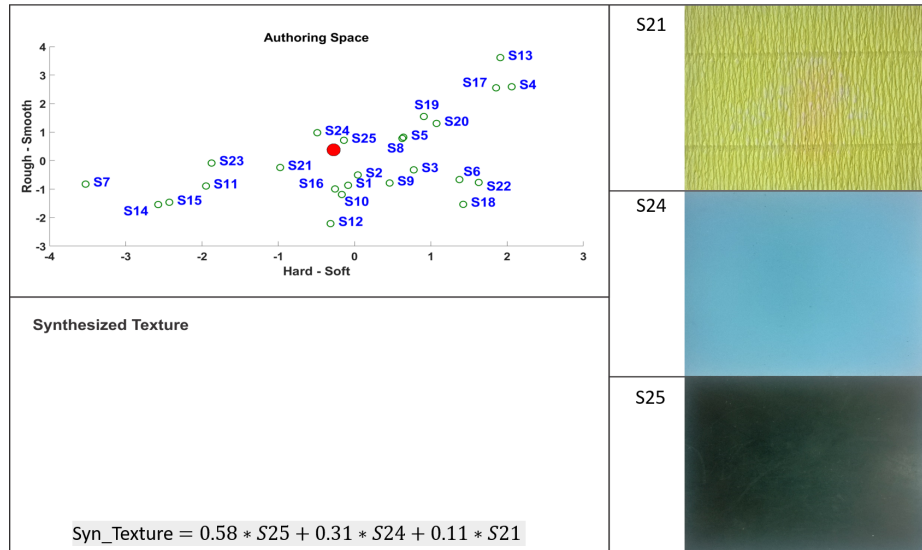 Authoring Space
Rough - Smooth
4
3
2
1
0
-1
-2
-3
-4
-3
-2
-1
0
1
2
3
Hard - Soft
S13
S17
S4
S19
S20
S24
S25
S5
S8
S23
S21
S2
S3
S7
S11
S16
S1
S9
S6
S22
S14
S15
S10
S18
S12
Synthesized Texture
Syn_Texture = 0.58 ∗ S25 + 0.31 ∗ S24 + 0.11 ∗ S21
S21
S24
S25